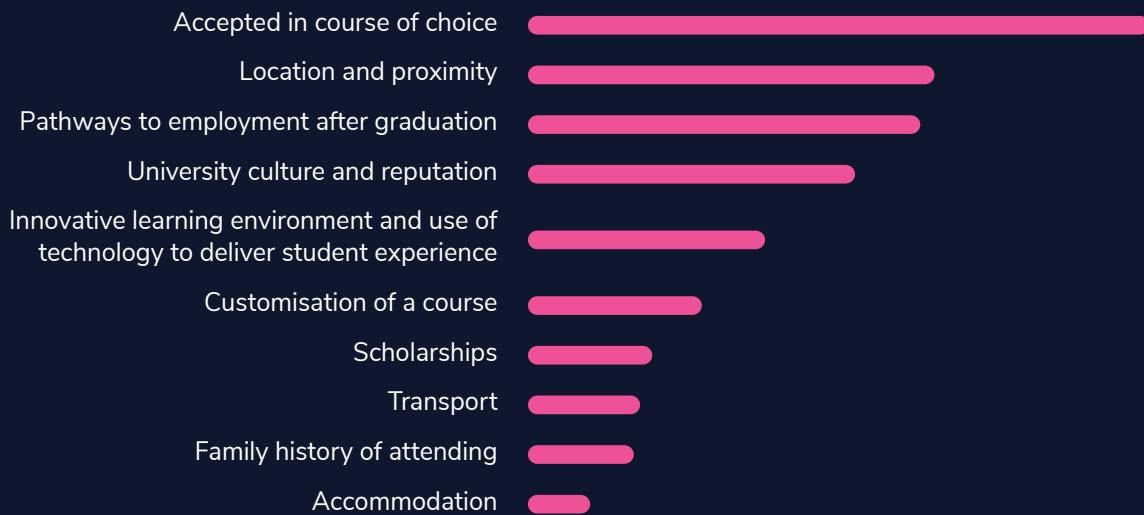 Accepted in course of choice
Location and proximity
Pathways to employment after graduation
University culture and reputation
Innovative learning environment and use of
technology to deliver student experience
Customisation of a course
Scholarships
Transport
Family history of attending
Accommodation